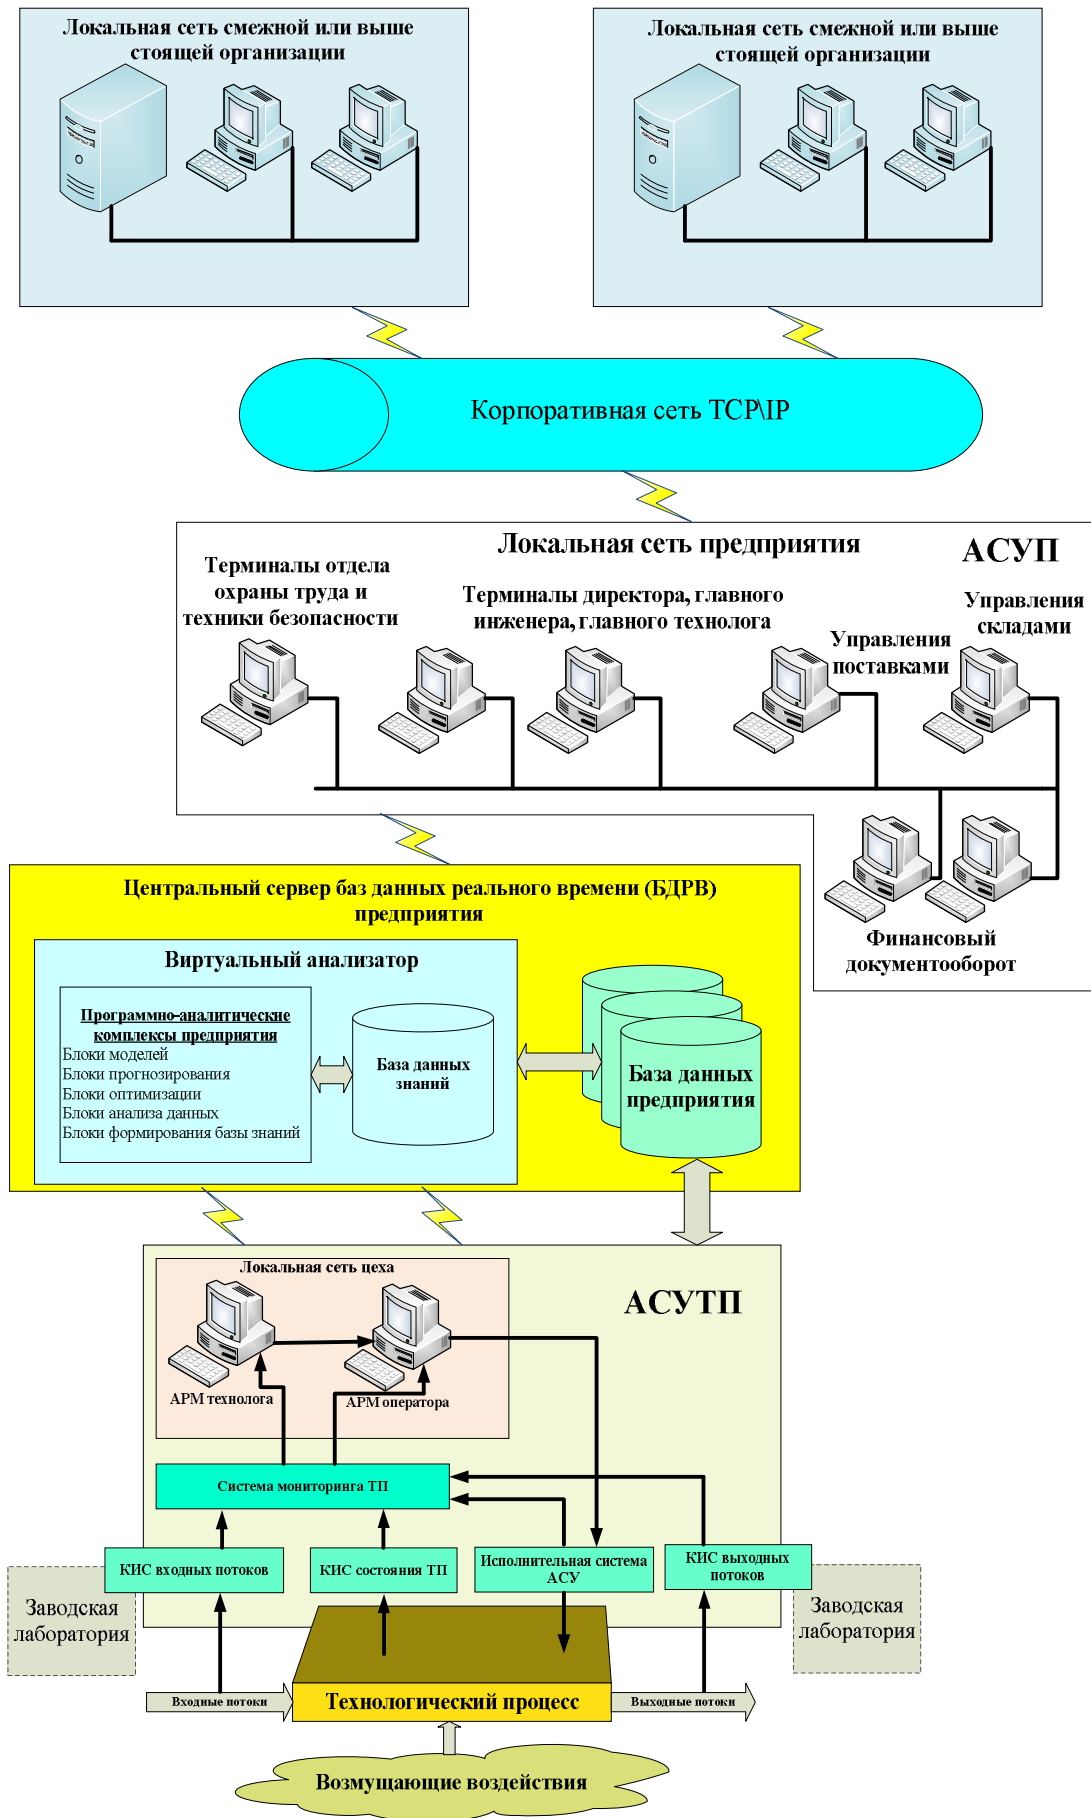 Локальная сеть смежной или выше
стоящей организации
Локальная сеть смежной или выше
стоящей организации
Корпоративная сеть TCP\IP
Локальная сеть предприятия
АСУП
Терминалы отдела
охраны труда и
техники безопасности
Терминалы директора, главного
инженера, главного технолога
Управления
поставками
Управления
складами
Финансовый
документооборот
Центральный сервер баз данных реального времени (БДРВ)
предприятия
Виртуальный анализатор
Программно-аналитические
комплексы предприятия
Блоки моделей
Блоки прогнозирования
Блоки оптимизации
Блоки анализа данных
Блоки формирования базы знаний
База данных
знаний
База данных
предприятия
Локальная сеть цеха
АСУТП
АРМ технолога
АРМ оператора
Система мониторинга ТП
КИС входных потоков
КИС состояния ТП
Исполнительная система
АСУ
КИС выходных
потоков
Заводская
лаборатория
Заводская
лаборатория
Входные потоки
Технологический процесс
Выходные потоки
Возмущающие воздействия